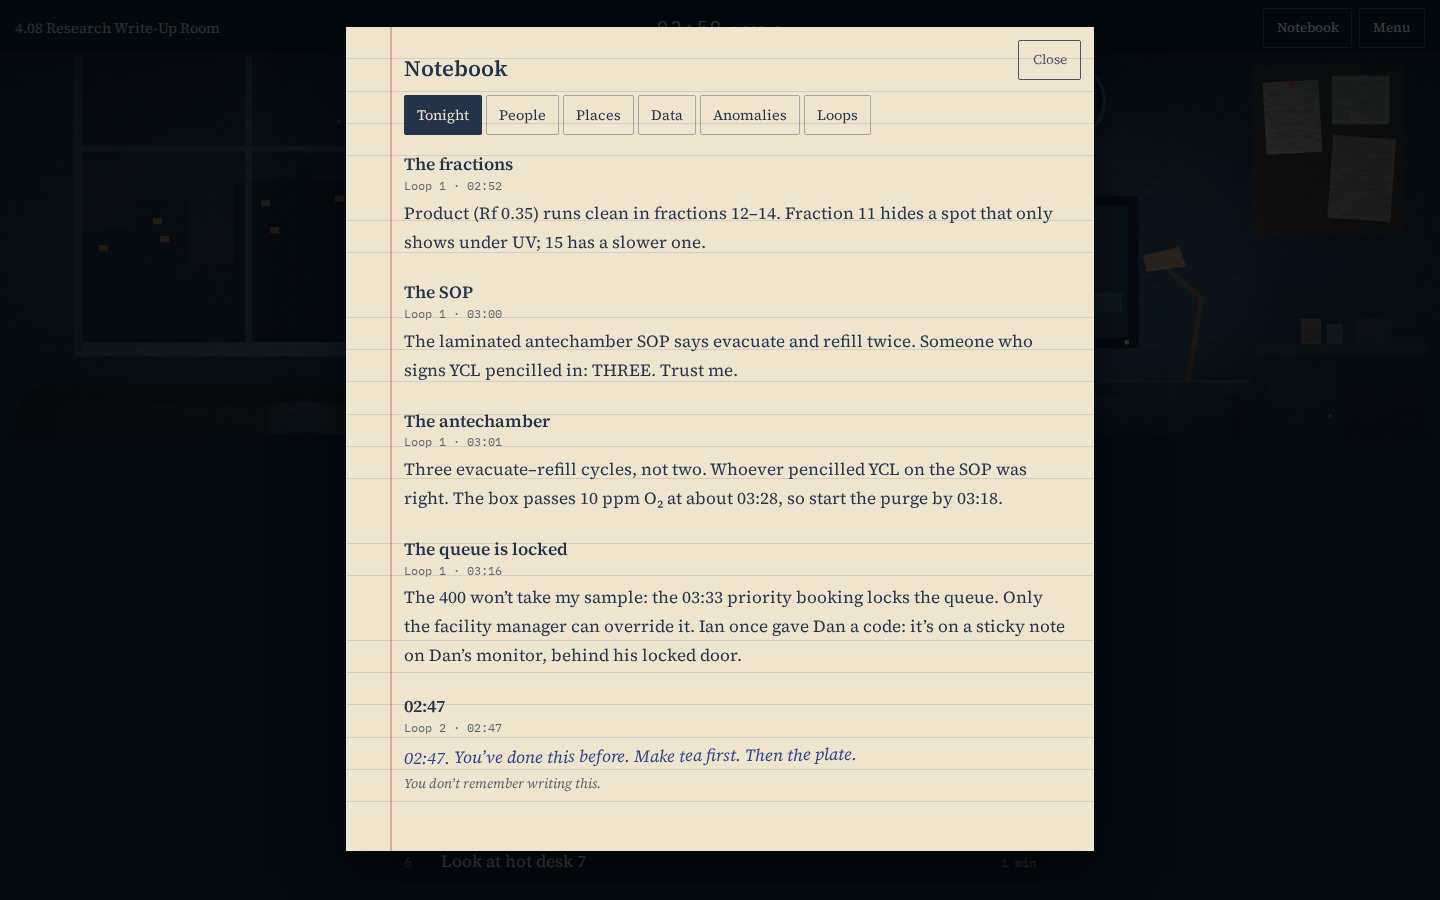 4.08 Research Write-Up Room
Notebook
Menu
Notebook
Close
Tonight
People
Places
Data
Anomalies
Loops
The fractions
Loop 1 · 02:52
Product (Rf 0.35) runs clean in fractions 12–14. Fraction 11 hides a spot that only
shows under UV; 15 has a slower one.
The SOP
Loop 1 · 03:00
The laminated antechamber SOP says evacuate and refill twice. Someone who
signs YCL pencilled in: THREE. Trust me.
The antechamber
Loop 1 · 03:01
Three evacuate–refill cycles, not two. Whoever pencilled YCL on the SOP was
right. The box passes 10 ppm O₂ at about 03:28, so start the purge by 03:18.
The queue is locked
Loop 1 · 03:16
The 400 won’t take my sample: the 03:33 priority booking locks the queue. Only
the facility manager can override it. Ian once gave Dan a code: it’s on a sticky note
on Dan’s monitor, behind his locked door.
02:47
Loop 2 · 02:47
02:47. You’ve done this before. Make tea first. Then the plate.
You don’t remember writing this.
6 Look at hot desk 7 1 min